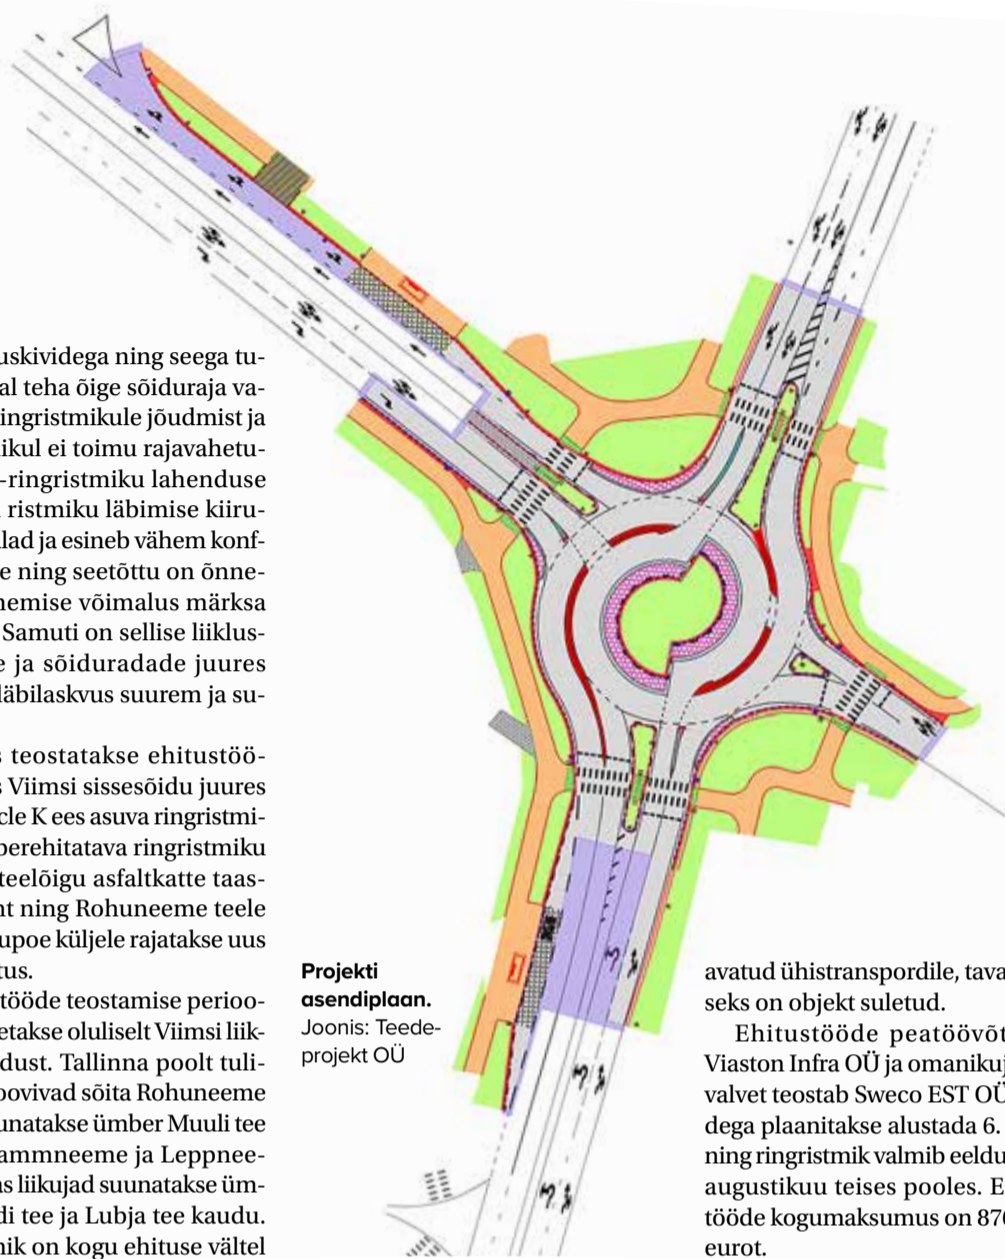 uskividega ning seega tu-
al teha õige sõiduraja va-
ingristmikule jõudmist ja
ikul ei toimu rajavahetu-
-ringristmiku lahenduse
ristmiku läbimise kiiru-
lad ja esineb vähem konf-
e ning seetõttu on õnne-
nemise võimalus märksa
Samuti on sellise liiklus-
e ja sõiduradade juures
läbilaskvus suurem ja su-
s teostatakse ehitustöö-
s Viimsi sissesõidu juures
cle K ees asuva ringristmi-
berehitatava ringristmiku
teelõigu asfaltkatte taas-
nt ning Rohuneeme teele
upoe küljele rajatakse uus
tus.
tööde teostamise perioo-
etakse oluliselt Viimsi liik-
dust. Tallinna poolt tuli-
oovivad sõita Rohuneeme
unatakse ümber Muuli tee
ammneeme ja Leppnee-
as liikujad suunatakse üm-
di tee ja Lubja tee kaudu.
nik on kogu ehituse vältel
Projekti
asendiplaan.
Joonis: Teede-
projekt OÜ
avatud ühistranspordile, tava
seks on objekt suletud.
Ehitustööde peatöövõt
Viaston Infra OÜ ja omaniku
valvet teostab Sweco EST OÜ
dega plaanitakse alustada 6.
ning ringristmik valmib eeldu
augustikuu teises pooles. E
tööde kogumaksumus on 87
eurot.